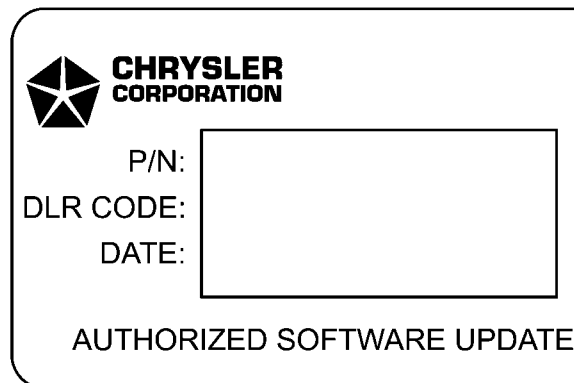 CHRYSLER
CORPORATION
P/N:
DLR CODE:
DATE:
AUTHORIZED SOFTWARE UPDATE